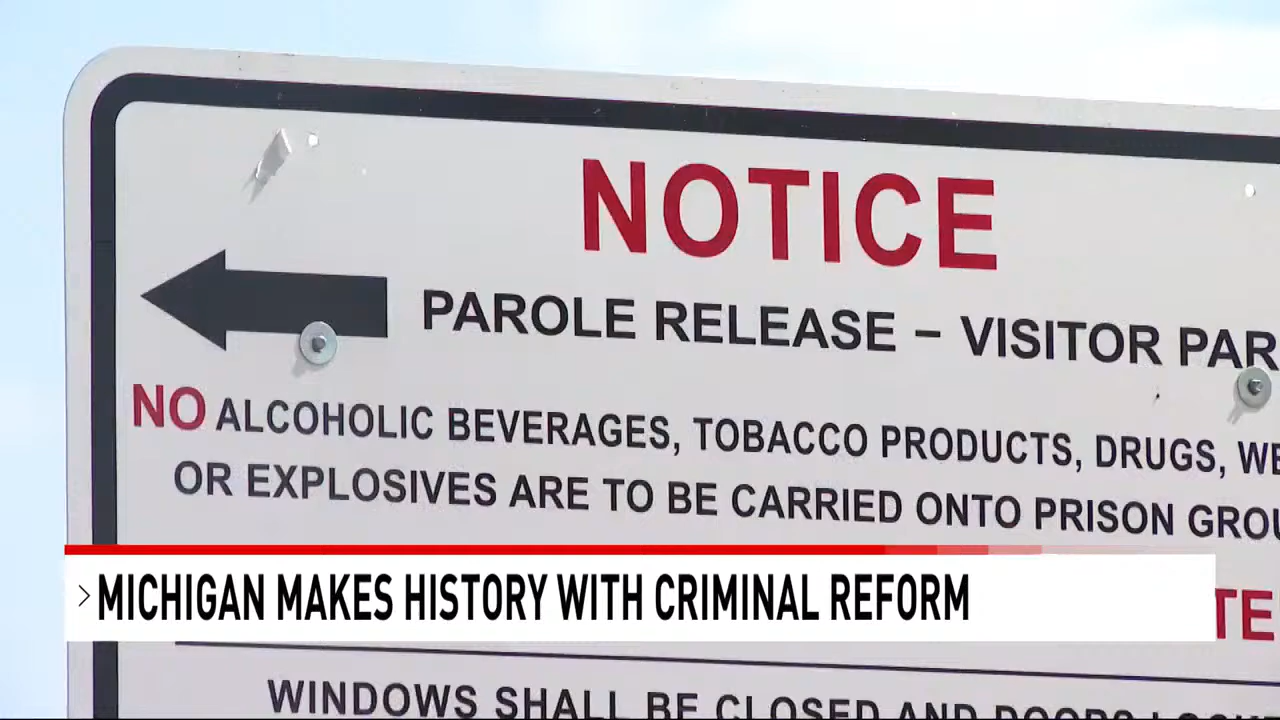 NOTICE
PAROLE RELEASE – VISITOR PAR
NO ALCOHOLIC BEVERAGES, TOBACCO PRODUCTS, DRUGS, WE
OR EXPLOSIVES ARE TO BE CARRIED ONTO PRISON GROU
> MICHIGAN MAKES HISTORY WITH CRIMINAL REFORM
TE
WINDOWS SHALL BE CLOSED AND DOORS